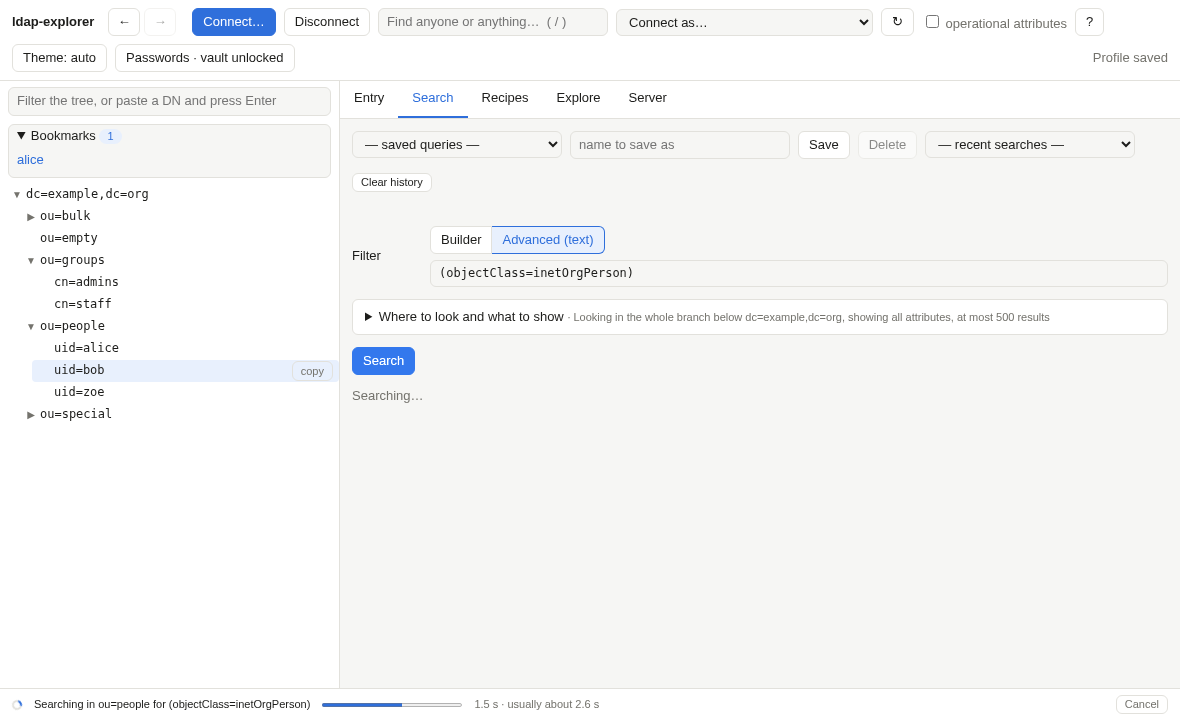 ldap-explorer ← → Connect… Disconnect Find anyone or anything… ( / ) Connect as… ↻ operational attributes ?
Theme: auto Passwords · vault unlocked Profile saved
Filter the tree, or paste a DN and press Enter
▼ Bookmarks 1
alice
▼ dc=example,dc=org
▶ ou=bulk
ou=empty
▼ ou=groups
cn=admins
cn=staff
▼ ou=people
uid=alice
uid=bob copy
uid=zoe
▶ ou=special
Entry Search Recipes Explore Server
— saved queries — name to save as Save Delete — recent searches —
Clear history
Builder Advanced (text)
Filter
(objectClass=inetOrgPerson)
▶ Where to look and what to show · Looking in the whole branch below dc=example,dc=org, showing all attributes, at most 500 results
Search
Searching…
Searching in ou=people for (objectClass=inetOrgPerson) 1.5 s · usually about 2.6 s Cancel